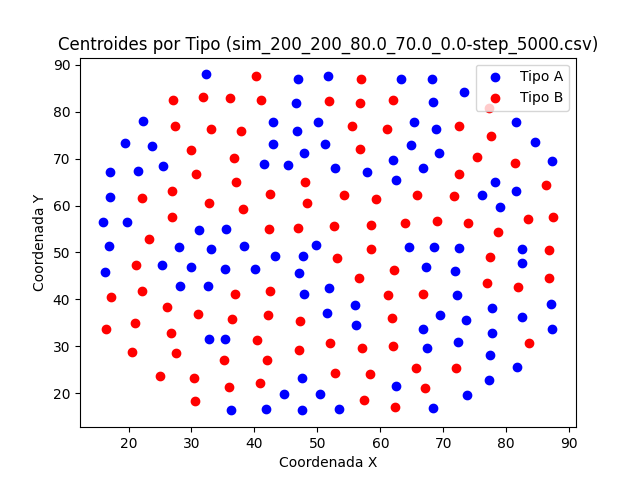 Centroides por Tipo (sim_200_200_80.0_70.0_0.0-step_5000.csv)
Tipo A
Tipo B
Coordenada Y
90
80
70
60
50
40
30
20
20 30 40 50 60 70 80 90
Coordenada X